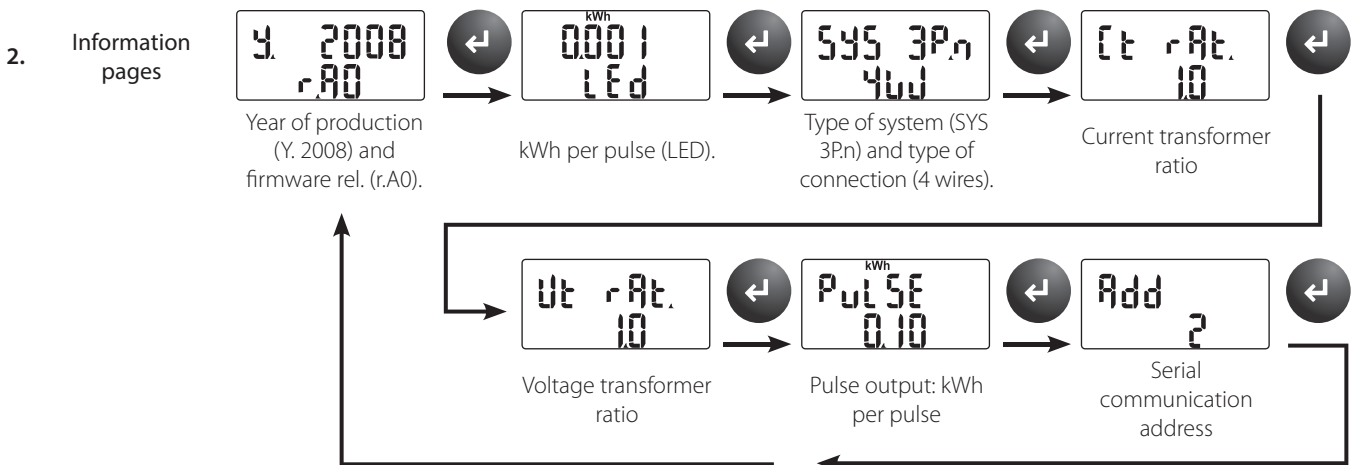 2.
Information
pages
Y. 2008
r.A0
Year of production
(Y. 2008) and
firmware rel. (r.A0).
kWh
0.001
LEd
kWh per pulse (LED).
SYS 3P.n
4w
Type of system (SYS
3P.n) and type of
connection (4 wires).
Ct rAt.
1.0
Current transformer
ratio
Ut rAt.
1.0
Voltage transformer
ratio
kWh
PuLSE
0.10
Pulse output: kWh
per pulse
Add
2
Serial
communication
address